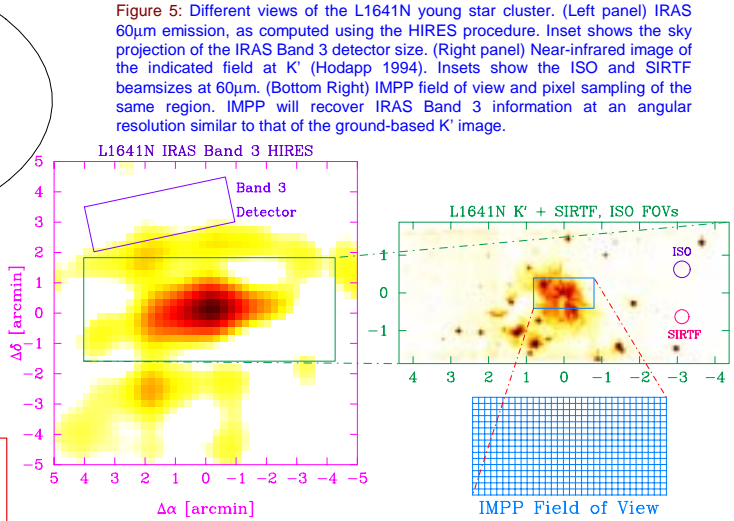 Figure 5: Different views of the L1641N young star cluster. (Left panel) IRAS
60μm emission, as computed using the HIRES procedure. Inset shows the sky
projection of the IRAS Band 3 detector size. (Right panel) Near-infrared image of
the indicated field at K' (Hodapp 1994). Insets show the ISO and SIRTF
beamsizes at 60μm. (Bottom Right) IMPP field of view and pixel sampling of the
same region. IMPP will recover IRAS Band 3 information at an angular
resolution similar to that of the ground-based K' image.
L1641N IRAS Band 3 HIRES
Band 3
Detector
5
4
3
2
1
0
−1
−2
−3
−4
−5
Δδ [arcmin]
5 4 3 2 1 0 −1 −2 −3 −4 −5
Δα [arcmin]
L1641N K' + SIRTF, ISO FOVs
ISO
SIRTF
1
0
−1
4 3 2 1 0 −1 −2 −3 −4
IMPP Field of View